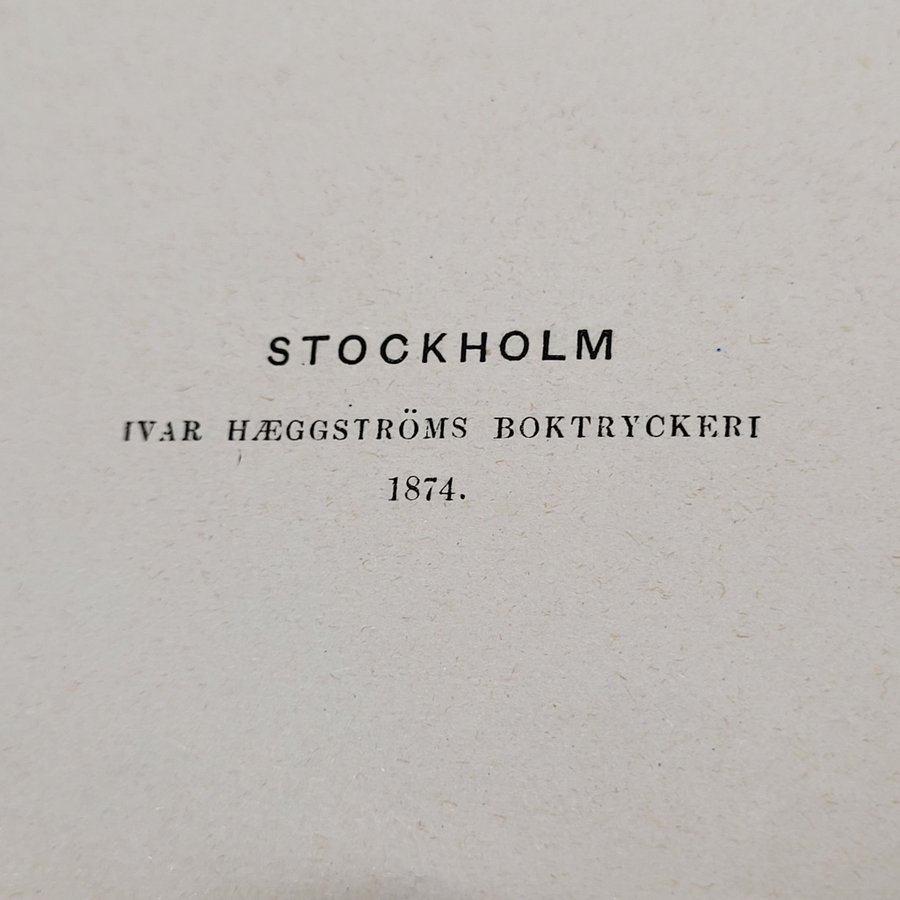 STOCKHOLM
IVAR HÆGGSTRÖMS BOKTRYCKERI
1874.